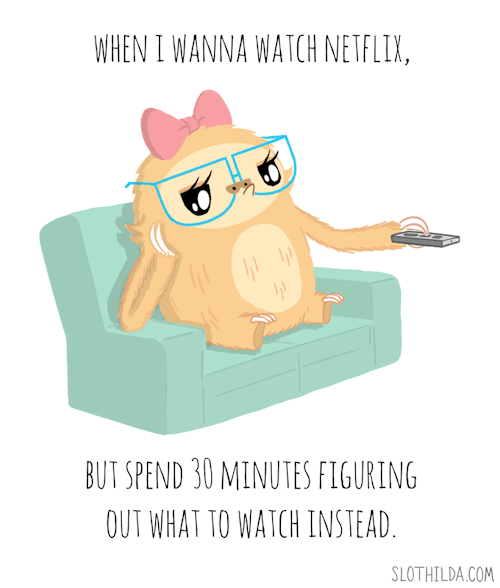 WHEN I WANNA WATCH NETFLIX,
BUT SPEND 30 MINUTES FIGURING
OUT WHAT TO WATCH INSTEAD.
SLOTHILDA.COM